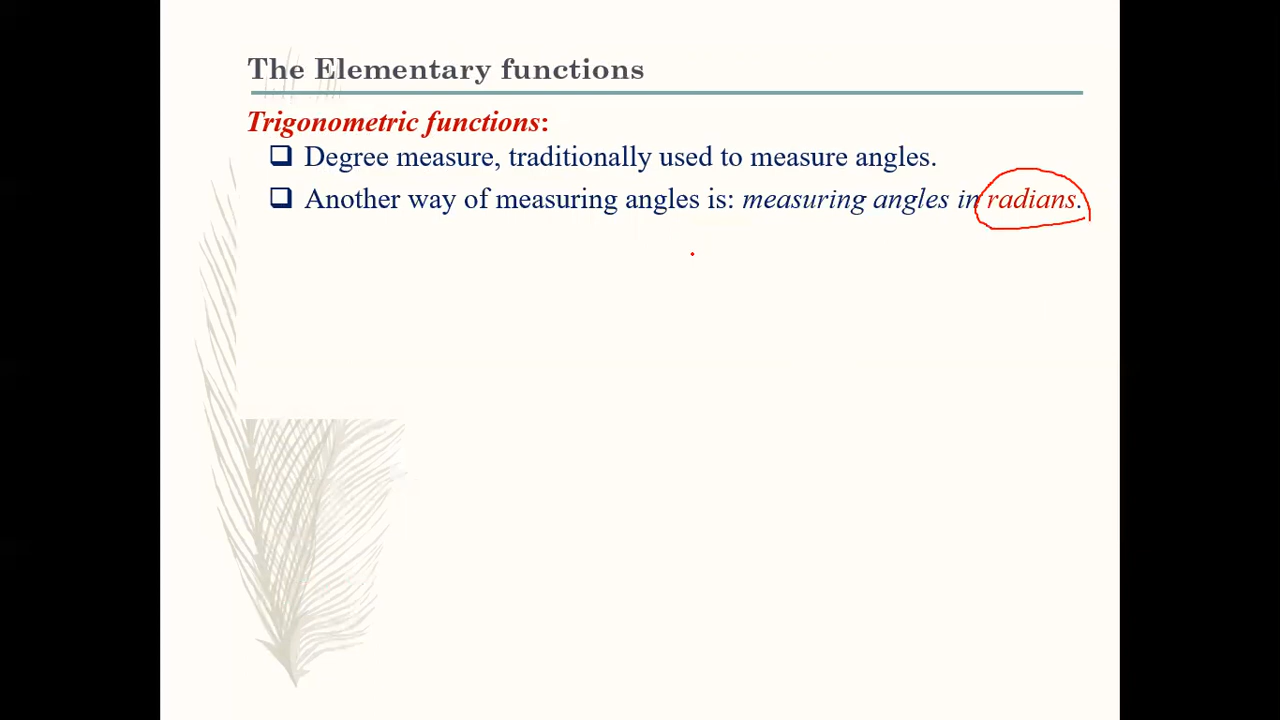 The Elementary functions
Trigonometric functions:
❑ Degree measure, traditionally used to measure angles.
❑ Another way of measuring angles is: measuring angles in radians.